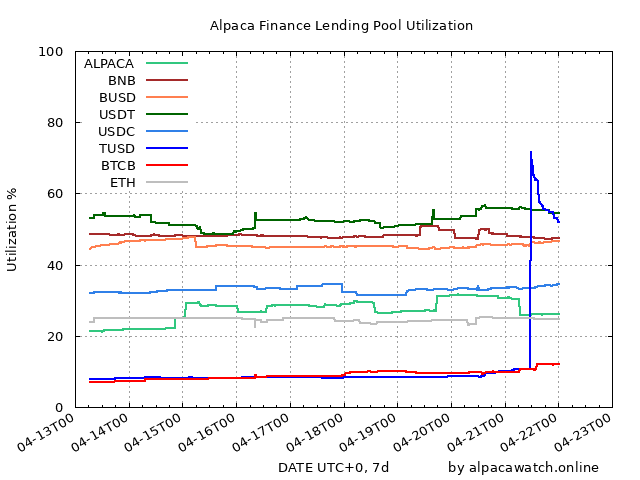 Alpaca Finance Lending Pool Utilization
Utilization %
100
80
60
40
20
0
ALPACA
BNB
BUSD
USDT
USDC
TUSD
BTCB
ETH
04-13T00
04-14T00
04-15T00
04-16T00
04-17T00
04-18T00
04-19T00
04-20T00
04-21T00
04-22T00
04-23T00
DATE UTC+0, 7d
by alpacawatch.online